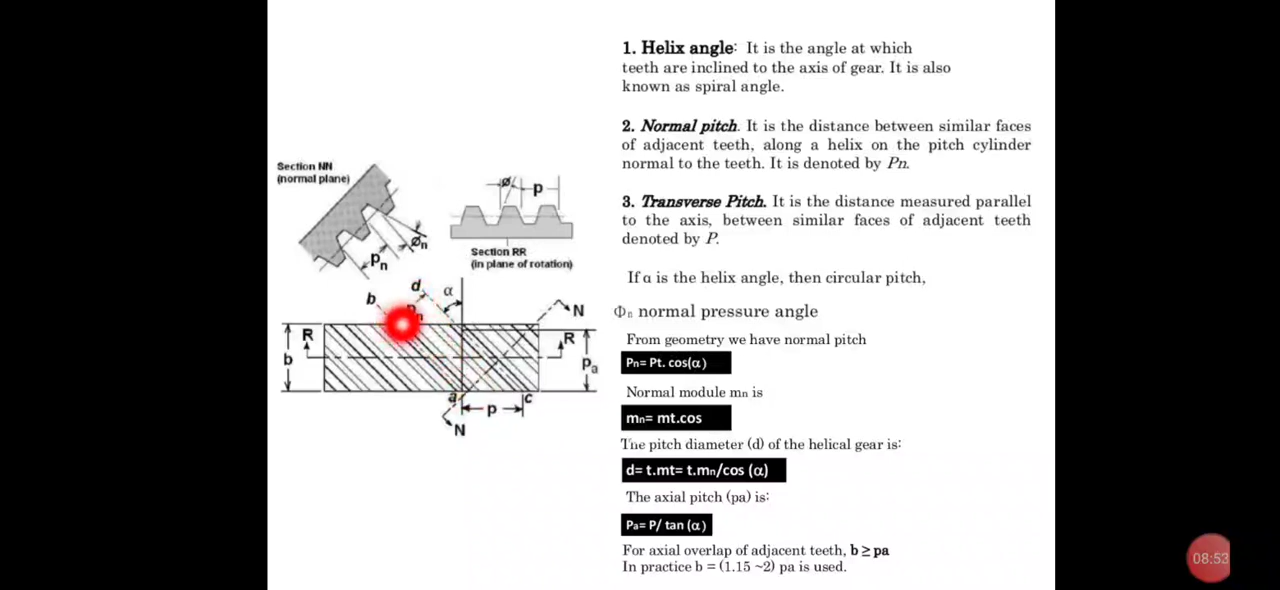 1. Helix angle: It is the angle at which
teeth are inclined to the axis of gear. It is also
known as spiral angle.
2. Normal pitch. It is the distance between similar faces
of adjacent teeth, along a helix on the pitch cylinder
normal to the teeth. It is denoted by Pn.
3. Transverse Pitch. It is the distance measured parallel
to the axis, between similar faces of adjacent teeth
denoted by P.
If α is the helix angle, then circular pitch,
Φn normal pressure angle
From geometry we have normal pitch
Pn= Pt. cos(α)
Normal module mn is
mn= mt.cos
The pitch diameter (d) of the helical gear is:
d= t.mt= t.mn/cos (α)
The axial pitch (pa) is:
Pa= P/ tan (α)
For axial overlap of adjacent teeth, b ≥ pa
In practice b = (1.15 ~2) pa is used.
Section NN
(normal plane)
Øn
Pn
Ø
p
Section RR
(in plane of rotation)
d
α
b
N
R
R
b
Pa
a
c
p
N
08:53